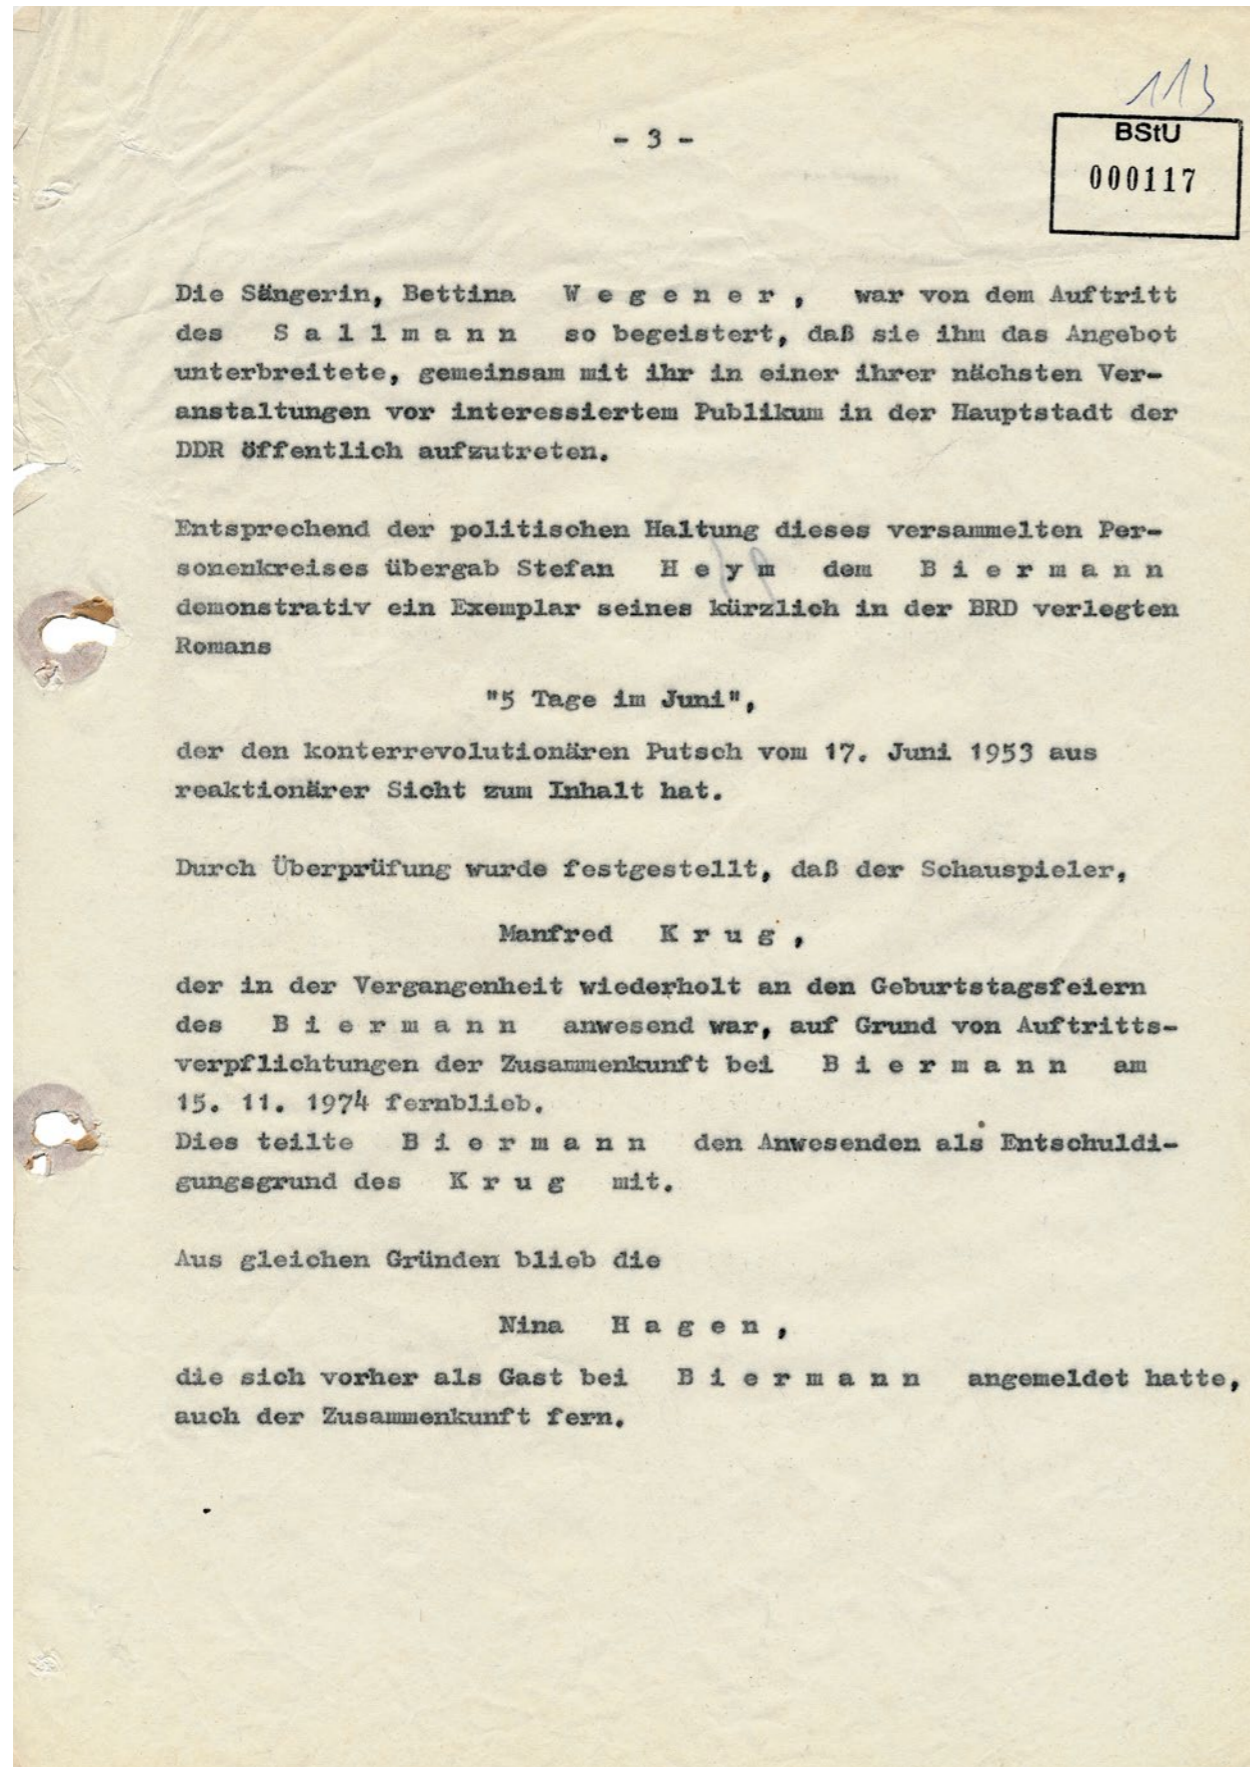 113
- 3 -
BStU
000117
Die Sängerin, Bettina W e g e n e r , war von dem Auftritt
des S a l l m a n n so begeistert, daß sie ihm das Angebot
unterbreitete, gemeinsam mit ihr in einer ihrer nächsten Ver-
anstaltungen vor interessiertem Publikum in der Hauptstadt der
DDR öffentlich aufzutreten.
Entsprechend der politischen Haltung dieses versammelten Per-
sonenkreises übergab Stefan H e y m dem B i e r m a n n
demonstrativ ein Exemplar seines kürzlich in der BRD verlegten
Romans
"5 Tage im Juni",
der den konterrevolutionären Putsch vom 17. Juni 1953 aus
reaktionärer Sicht zum Inhalt hat.
Durch Überprüfung wurde festgestellt, daß der Schauspieler,
Manfred K r u g ,
der in der Vergangenheit wiederholt an den Geburtstagsfeiern
des B i e r m a n n anwesend war, auf Grund von Auftritts-
verpflichtungen der Zusammenkunft bei B i e r m a n n am
15. 11. 1974 fernblieb.
Dies teilte B i e r m a n n den Anwesenden als Entschuldi-
gungsgrund des K r u g mit.
Aus gleichen Gründen blieb die
Nina H a g e n ,
die sich vorher als Gast bei B i e r m a n n angemeldet hatte,
auch der Zusammenkunft fern.